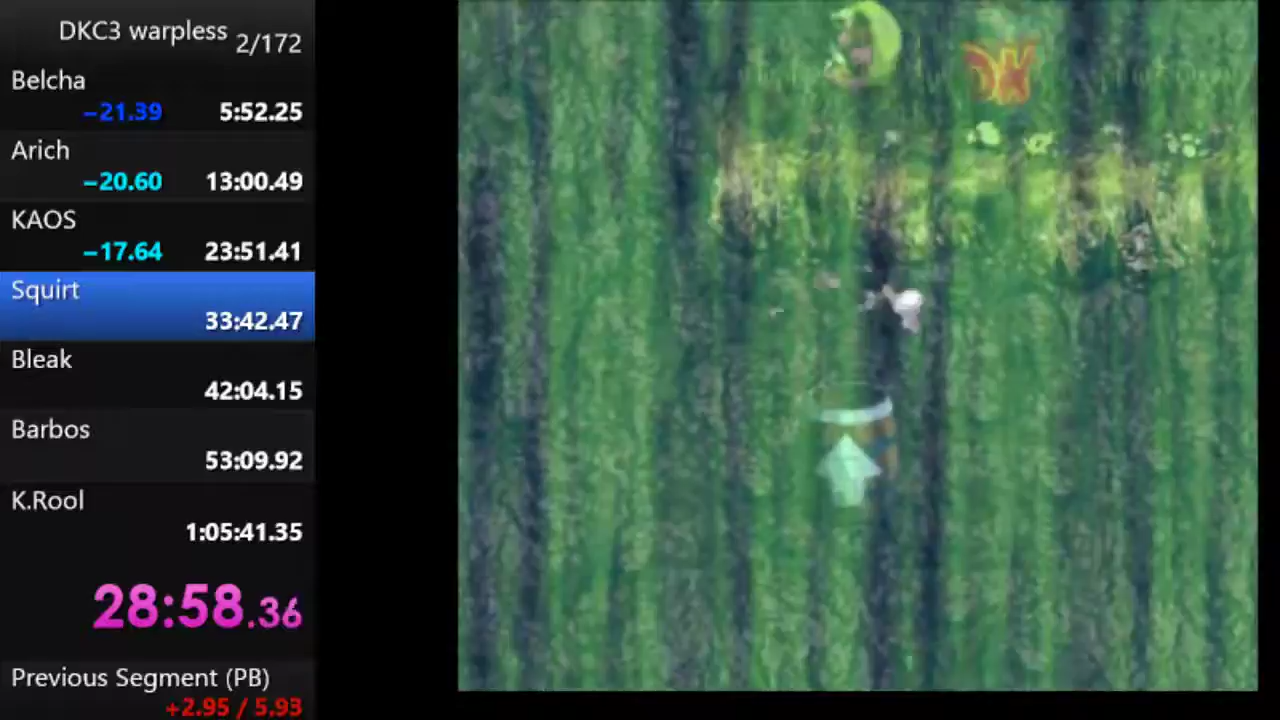 DKC3 warpless 2/172
Belcha
−21.39 5:52.25
Arich
−20.60 13:00.49
KAOS
−17.64 23:51.41
Squirt
33:42.47
Bleak
42:04.15
Barbos
53:09.92
K.Rool
1:05:41.35
28:58.36
Previous Segment (PB)
+2.95 / 5.93
DK